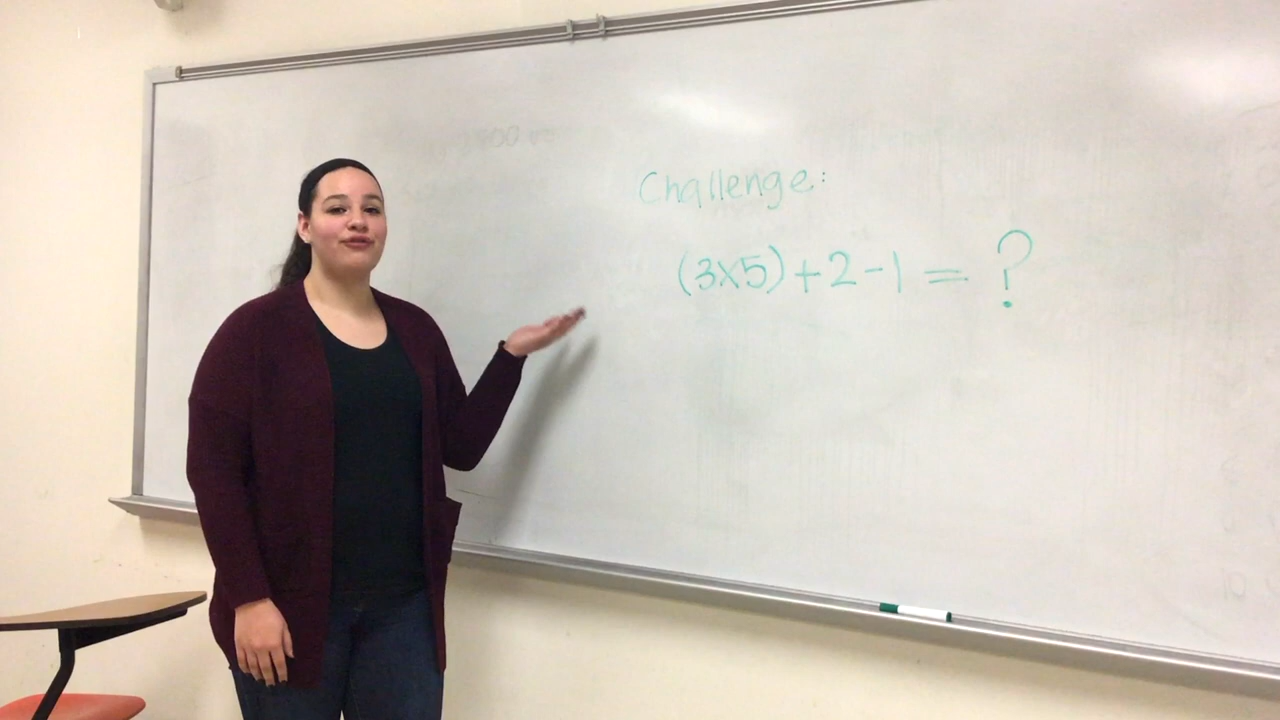 Challenge:
(3x5)+2-1 = ?